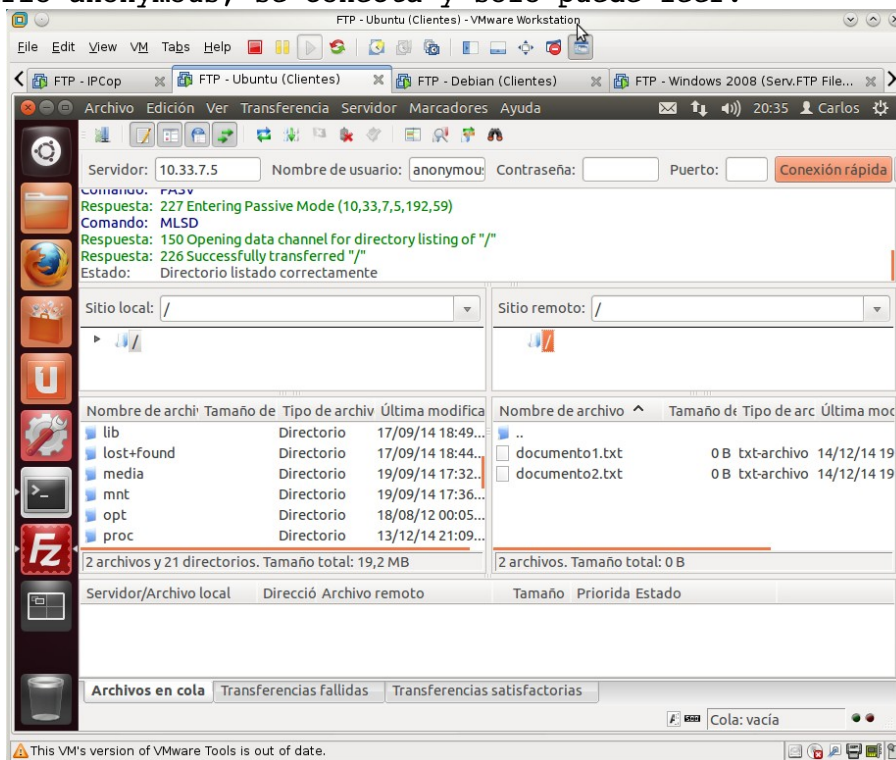 anonymous, se conecta y solo puede leer.
FTP - Ubuntu (Clientes) - VMware Workstation
File Edit View VM Tabs Help
FTP - IPCop
FTP - Ubuntu (Clientes)
FTP - Debian (Clientes)
FTP - Windows 2008 (Serv.FTP File...
Archivo Edición Ver Transferencia Servidor Marcadores Ayuda 20:35 Carlos
Servidor: 10.33.7.5 Nombre de usuario: anonymou Contraseña: Puerto: Conexión rápida
Comando: PASV
Respuesta: 227 Entering Passive Mode (10,33,7,5,192,59)
Comando: MLSD
Respuesta: 150 Opening data channel for directory listing of "/"
Respuesta: 226 Successfully transferred "/"
Estado: Directorio listado correctamente
Sitio local: /
/
Sitio remoto: /
/
Nombre de archi Tamaño de Tipo de archiv Última modifica
lib Directorio 17/09/14 18:49...
lost+found Directorio 17/09/14 18:44...
media Directorio 19/09/14 17:32...
mnt Directorio 19/09/14 17:36...
opt Directorio 18/08/12 00:05...
proc Directorio 13/12/14 21:09...
2 archivos y 21 directorios. Tamaño total: 19,2 MB
Nombre de archivo Tamaño de Tipo de arc Última moc
..
documento1.txt 0 B txt-archivo 14/12/14 19
documento2.txt 0 B txt-archivo 14/12/14 19
2 archivos. Tamaño total: 0 B
Servidor/Archivo local Direcció Archivo remoto Tamaño Priorida Estado
Archivos en cola Transferencias fallidas Transferencias satisfactorias
Cola: vacía
This VM's version of VMware Tools is out of date.